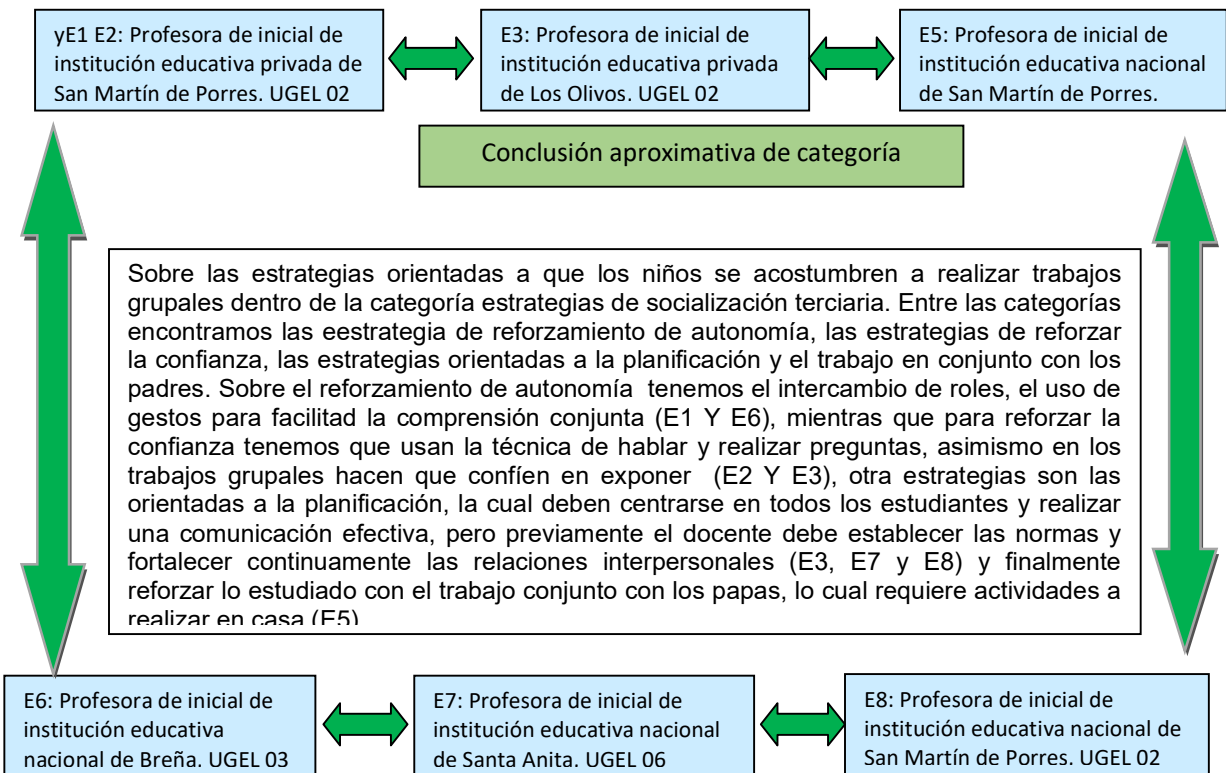 yE1 E2: Profesora de inicial de
institución educativa privada de
San Martín de Porres. UGEL 02
E3: Profesora de inicial de
institución educativa privada
de Los Olivos. UGEL 02
E5: Profesora de inicial de
institución educativa nacional
de San Martín de Porres.
Conclusión aproximativa de categoría
Sobre las estrategias orientadas a que los niños se acostumbren a realizar trabajos
grupales dentro de la categoría estrategias de socialización terciaria. Entre las categorías
encontramos las eestrategia de reforzamiento de autonomía, las estrategias de reforzar
la confianza, las estrategias orientadas a la planificación y el trabajo en conjunto con los
padres. Sobre el reforzamiento de autonomía tenemos el intercambio de roles, el uso de
gestos para facilitad la comprensión conjunta (E1 Y E6), mientras que para reforzar la
confianza tenemos que usan la técnica de hablar y realizar preguntas, asimismo en los
trabajos grupales hacen que confíen en exponer (E2 Y E3), otra estrategias son las
orientadas a la planificación, la cual deben centrarse en todos los estudiantes y realizar
una comunicación efectiva, pero previamente el docente debe establecer las normas y
fortalecer continuamente las relaciones interpersonales (E3, E7 y E8) y finalmente
reforzar lo estudiado con el trabajo conjunto con los papas, lo cual requiere actividades a
realizar en casa (E5)
E6: Profesora de inicial de
institución educativa
nacional de Breña. UGEL 03
E7: Profesora de inicial de
institución educativa nacional
de Santa Anita. UGEL 06
E8: Profesora de inicial de
institución educativa nacional de
San Martín de Porres. UGEL 02